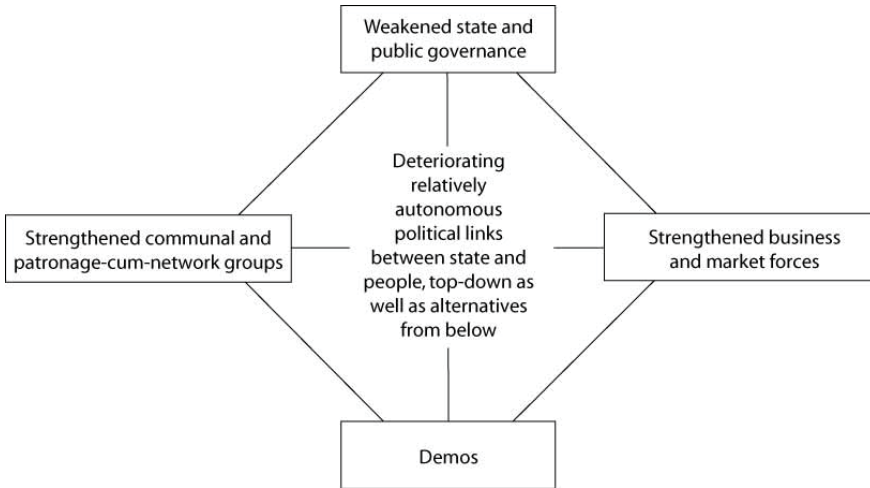 Weakened state and
public governance
Deteriorating
relatively
autonomous
political links
between state and
people, top-down as
well as alternatives
from below
Strengthened communal and
patronage-cum-network groups
Strengthened business
and market forces
Demos